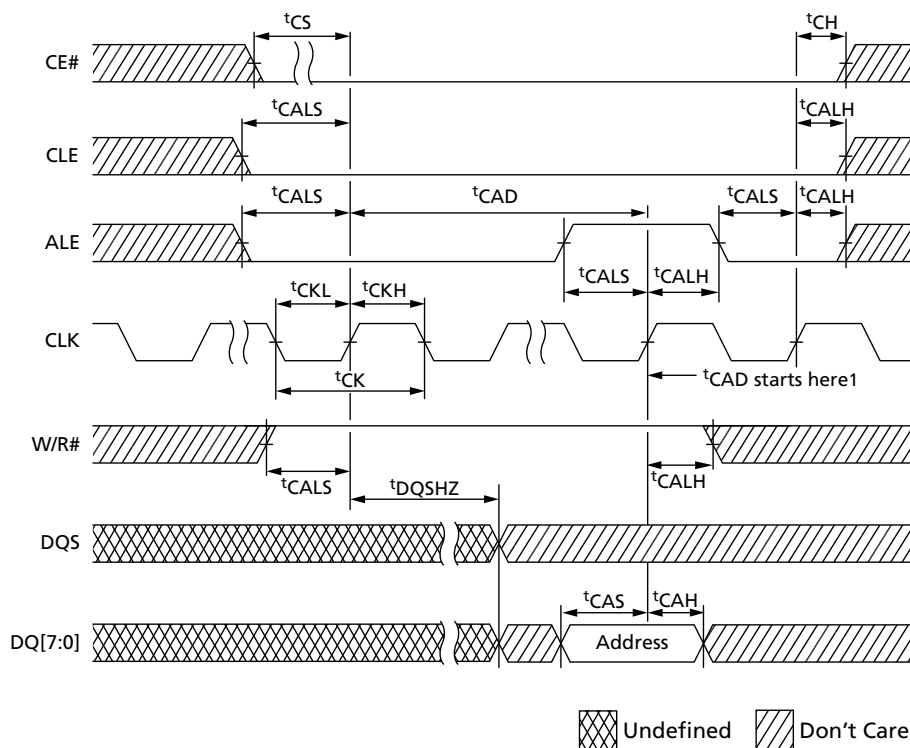 tCS
tCH
CE#
tCALS
tCALH
CLE
tCALS
tCAD
tCALS
tCALH
ALE
tCALS
tCALH
tCKL
tCKH
CLK
tCK
tCAD starts here1
W/R#
tCALS
tCALH
tDQSHZ
DQS
tCAS
tCAH
DQ[7:0]
Address
Undefined
Don't Care